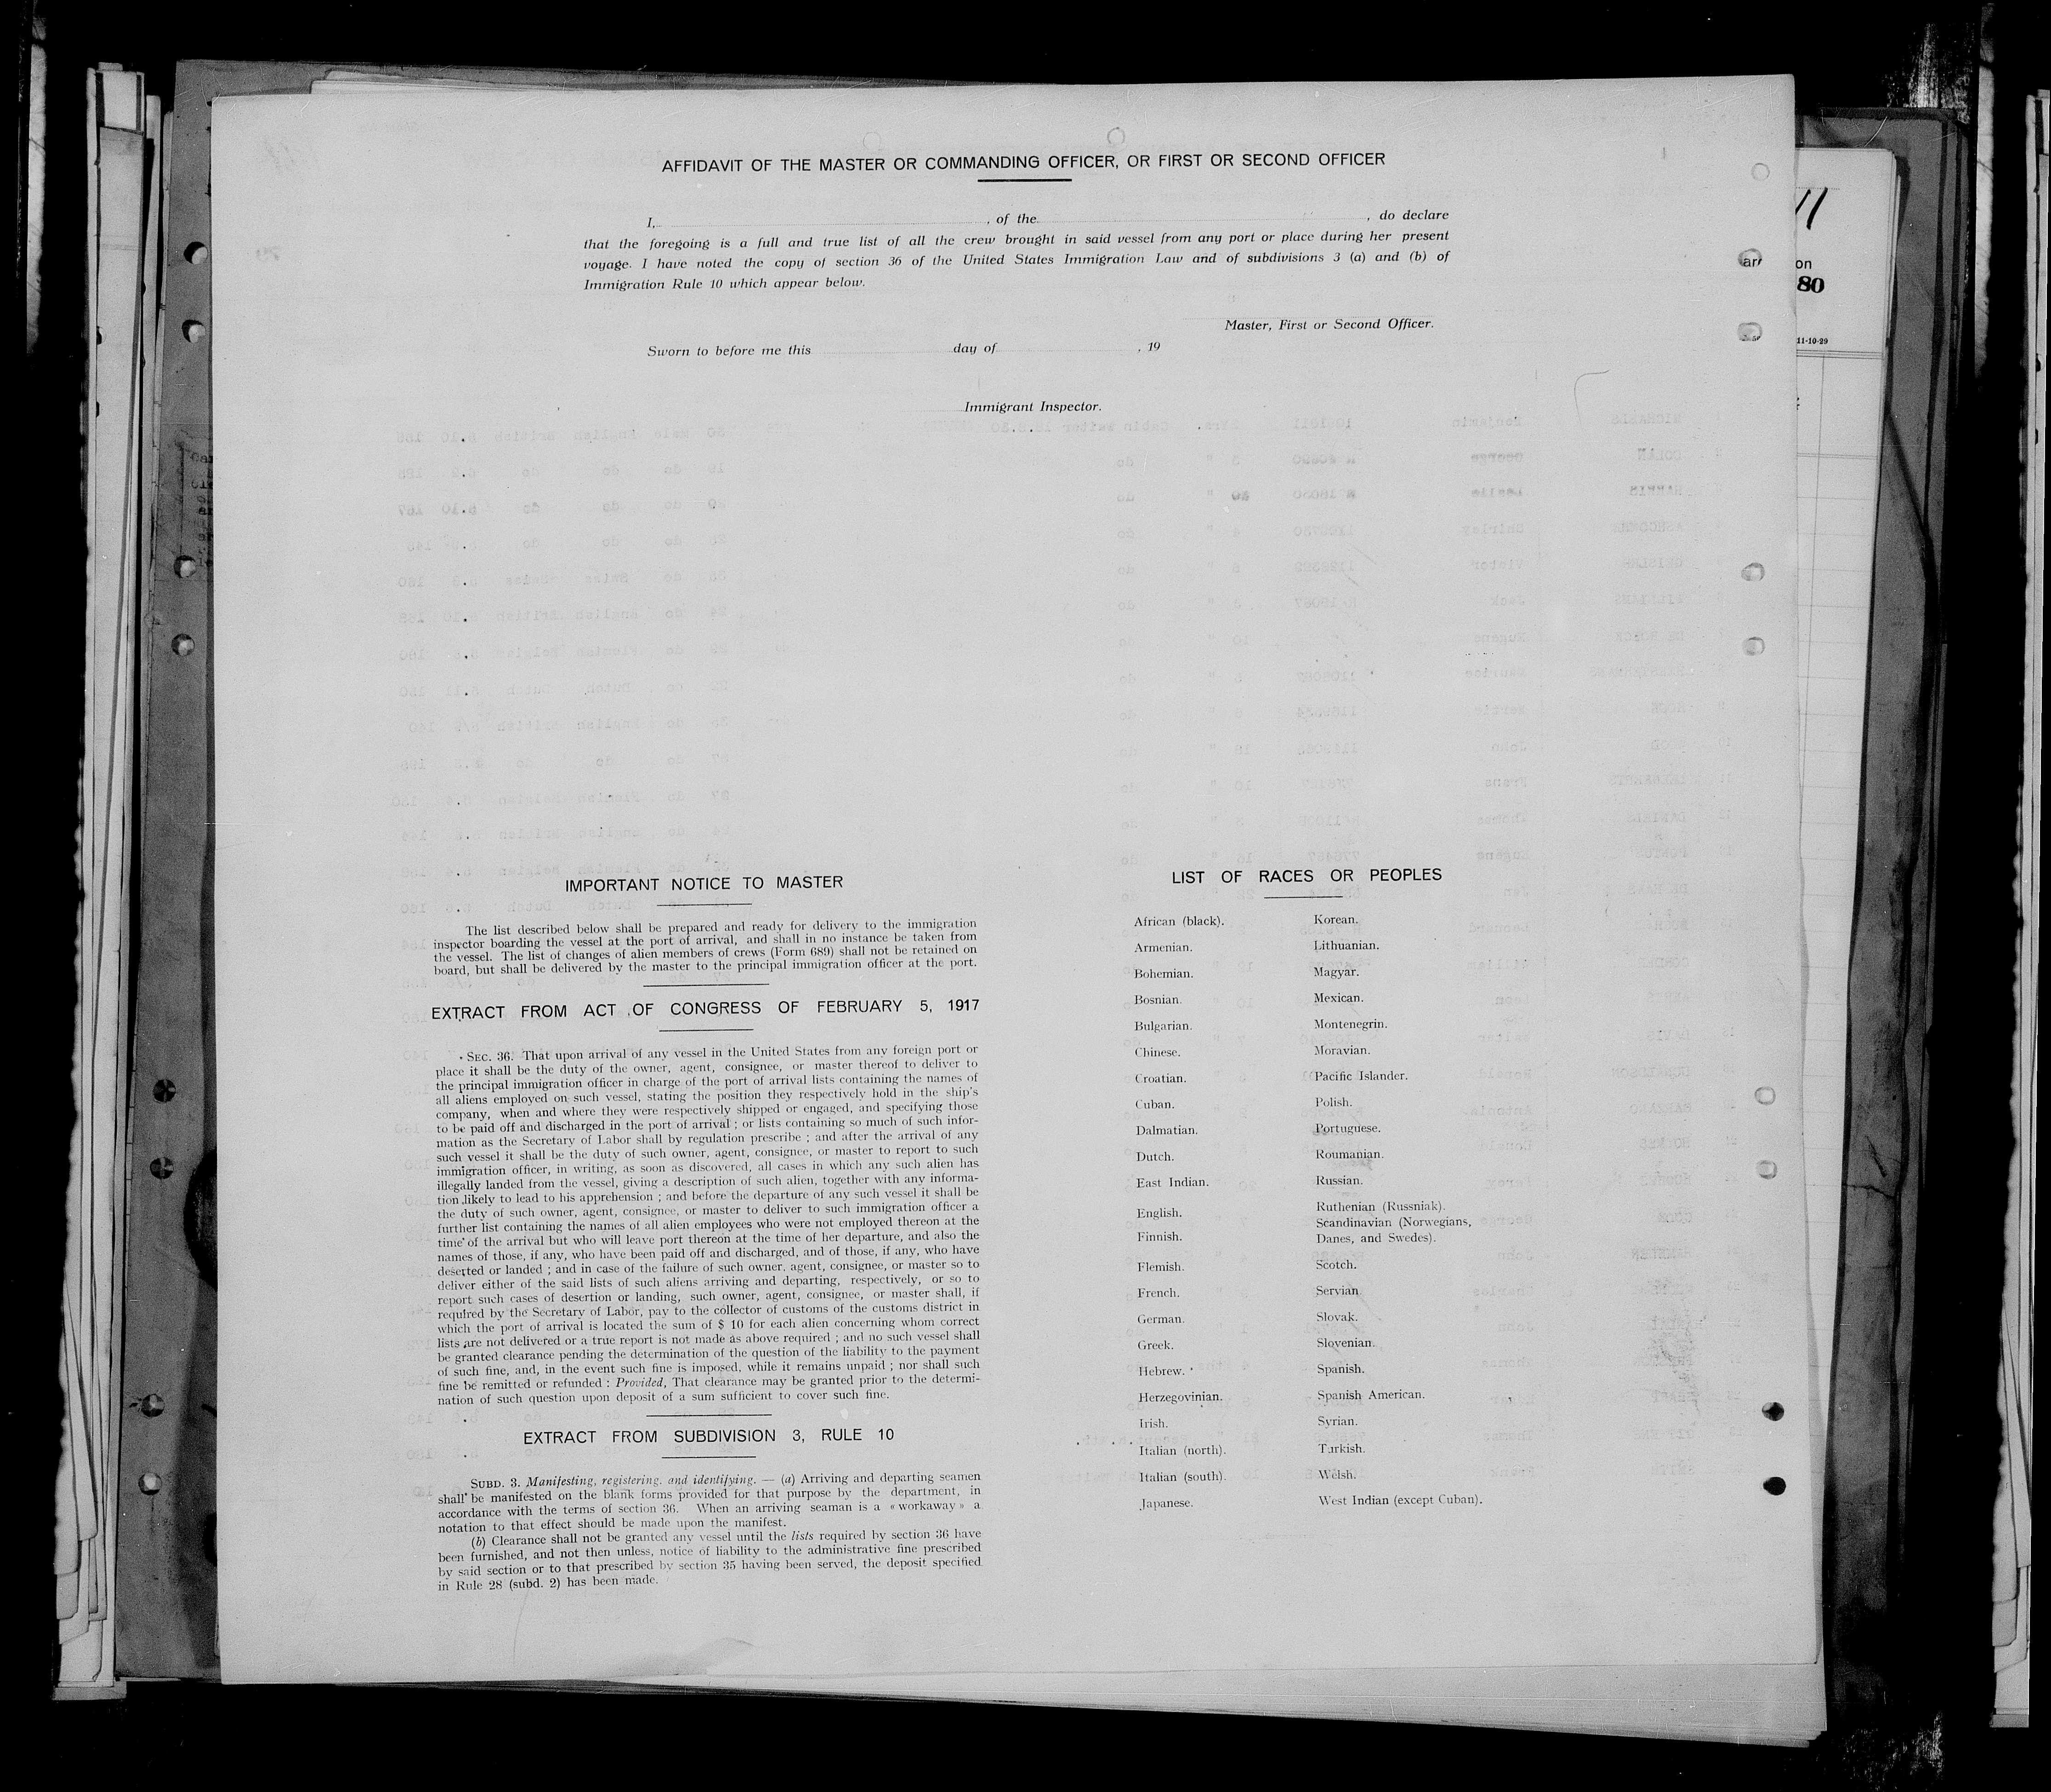 AFFIDAVIT OF THE MASTER OR COMMANDING OFFICER, OR FIRST OR SECOND OFFICER
I, , of the , do declare
that the foregoing is a full and true list of all the crew brought in said vessel from any port or place during her present
voyage. I have noted the copy of section 36 of the United States Immigration Law and of subdivisions 3 (a) and (b) of
Immigration Rule 10 which appear below.
Master, First or Second Officer.
Sworn to before me this day of , 19
Immigrant Inspector.
on
80
11-10-29
IMPORTANT NOTICE TO MASTER
The list described below shall be prepared and ready for delivery to the immigration
inspector boarding the vessel at the port of arrival, and shall in no instance be taken from
the vessel. The list of changes of alien members of crews (Form 689) shall not be retained on
board, but shall be delivered by the master to the principal immigration officer at the port.
EXTRACT FROM ACT OF CONGRESS OF FEBRUARY 5, 1917
SEC. 36. That upon arrival of any vessel in the United States from any foreign port or
place it shall be the duty of the owner, agent, consignee, or master thereof to deliver to
the principal immigration officer in charge of the port of arrival lists containing the names of
all aliens employed on such vessel, stating the position they respectively hold in the ship's
company, when and where they were respectively shipped or engaged, and specifying those
to be paid off and discharged in the port of arrival ; or lists containing so much of such infor-
mation as the Secretary of Labor shall by regulation prescribe ; and after the arrival of any
such vessel it shall be the duty of such owner, agent, consignee, or master to report to such
immigration officer, in writing, as soon as discovered, all cases in which any such alien has
illegally landed from the vessel, giving a description of such alien, together with any informa-
tion likely to lead to his apprehension ; and before the departure of any such vessel it shall be
the duty of such owner, agent, consignee, or master to deliver to such immigration officer a
further list containing the names of all alien employees who were not employed thereon at the
time of the arrival but who will leave port thereon at the time of her departure, and also the
names of those, if any, who have been paid off and discharged, and of those, if any, who have
deserted or landed ; and in case of the failure of such owner, agent, consignee, or master so to
deliver either of the said lists of such aliens arriving and departing, respectively, or so to
report such cases of desertion or landing, such owner, agent, consignee, or master shall, if
required by the Secretary of Labor, pay to the collector of customs of the customs district in
which the port of arrival is located the sum of $ 10 for each alien concerning whom correct
lists are not delivered or a true report is not made as above required ; and no such vessel shall
be granted clearance pending the determination of the question of the liability to the payment
of such fine, and, in the event such fine is imposed, while it remains unpaid ; nor shall such
fine be remitted or refunded : Provided, That clearance may be granted prior to the determi-
nation of such question upon deposit of a sum sufficient to cover such fine.
EXTRACT FROM SUBDIVISION 3, RULE 10
SUBD. 3. Manifesting, registering, and identifying. — (a) Arriving and departing seamen
shall be manifested on the blank forms provided for that purpose by the department, in
accordance with the terms of section 36. When an arriving seaman is a « workaway » a
notation to that effect should be made upon the manifest.
(b) Clearance shall not be granted any vessel until the lists required by section 36 have
been furnished, and not then unless, notice of liability to the administrative fine prescribed
by said section or to that prescribed by section 35 having been served, the deposit specified
in Rule 28 (subd. 2) has been made.
LIST OF RACES OR PEOPLES
African (black).
Armenian.
Bohemian.
Bosnian.
Bulgarian.
Chinese.
Croatian.
Cuban.
Dalmatian.
Dutch.
East Indian.
English.
Finnish.
Flemish.
French.
German.
Greek.
Hebrew.
Herzegovinian.
Irish.
Italian (north).
Italian (south).
Japanese.
Korean.
Lithuanian.
Magyar.
Mexican.
Montenegrin.
Moravian.
Pacific Islander.
Polish.
Portuguese.
Roumanian.
Russian.
Ruthenian (Russniak).
Scandinavian (Norwegians,
Danes, and Swedes).
Scotch.
Servian.
Slovak.
Slovenian.
Spanish.
Spanish American.
Syrian.
Turkish.
Welsh.
West Indian (except Cuban).